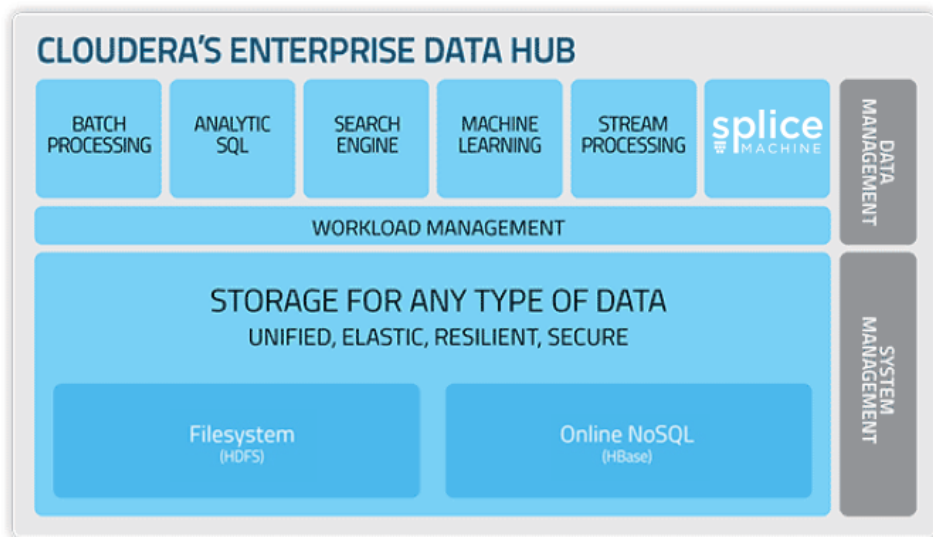 CLOUDERA'S ENTERPRISE DATA HUB
BATCH
PROCESSING
ANALYTIC
SQL
SEARCH
ENGINE
MACHINE
LEARNING
STREAM
PROCESSING
splice
MACHINE
DATA
MANAGEMENT
WORKLOAD MANAGEMENT
STORAGE FOR ANY TYPE OF DATA
UNIFIED, ELASTIC, RESILIENT, SECURE
Filesystem
(HDFS)
Online NoSQL
(HBase)
SYSTEM
MANAGEMENT